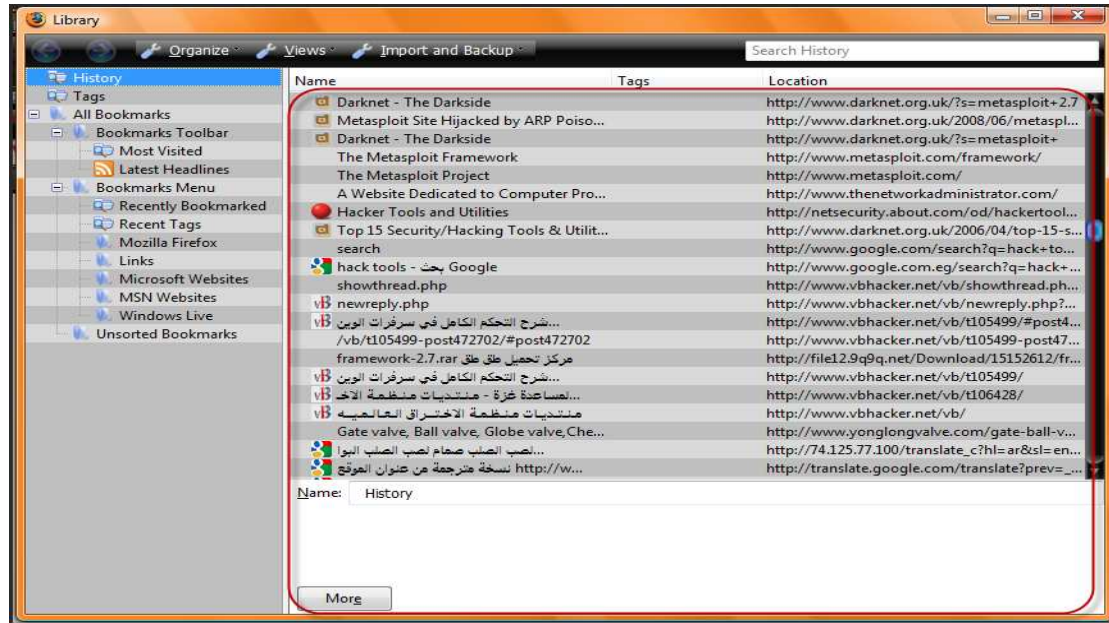 Library
Organize Views Import and Backup Search History
History
Tags
All Bookmarks
Bookmarks Toolbar
Most Visited
Latest Headlines
Bookmarks Menu
Recently Bookmarked
Recent Tags
Mozilla Firefox
Links
Microsoft Websites
MSN Websites
Windows Live
Unsorted Bookmarks
Name Tags Location
Darknet - The Darkside http://www.darknet.org.uk/?s=metasploit+2.7
Metasploit Site Hijacked by ARP Poiso... http://www.darknet.org.uk/2008/06/metaspl...
Darknet - The Darkside http://www.darknet.org.uk/?s=metasploit+
The Metasploit Framework http://www.metasploit.com/framework/
The Metasploit Project http://www.metasploit.com/
A Website Dedicated to Computer Pro... http://www.thenetworkadministrator.com/
Hacker Tools and Utilities http://netsecurity.about.com/od/hackertool...
Top 15 Security/Hacking Tools & Utilit... http://www.darknet.org.uk/2006/04/top-15-s...
search http://www.google.com/search?q=hack+to...
hack tools - بحث Google http://www.google.com.eg/search?q=hack+...
showthread.php http://www.vbhacker.net/vb/showthread.ph...
newreply.php http://www.vbhacker.net/vb/newreply.php?...
شرح التحكم الكامل في سرفرات الوين... http://www.vbhacker.net/vb/t105499/#post4...
/vb/t105499-post472702/#post472702 http://www.vbhacker.net/vb/t105499-post47...
مركز تحميل طق طق framework-2.7.rar http://file12.9q9q.net/Download/15152612/fr...
شرح التحكم الكامل في سرفرات الوين... http://www.vbhacker.net/vb/t105499/
لمساعدة غزة - منتديات منظمة الاخ... http://www.vbhacker.net/vb/t106428/
منتديات منظمة الاختراق العالميه http://www.vbhacker.net/vb/
Gate valve, Ball valve, Globe valve,Che... http://www.yonglongvalve.com/gate-ball-v...
لصب الصلب صمام لصب الصلب البوا... http://74.125.77.100/translate_c?hl=ar&sl=en...
نسخة مترجمة من عنوان الموقع http://w... http://translate.google.com/translate?prev=_...
Name: History
More